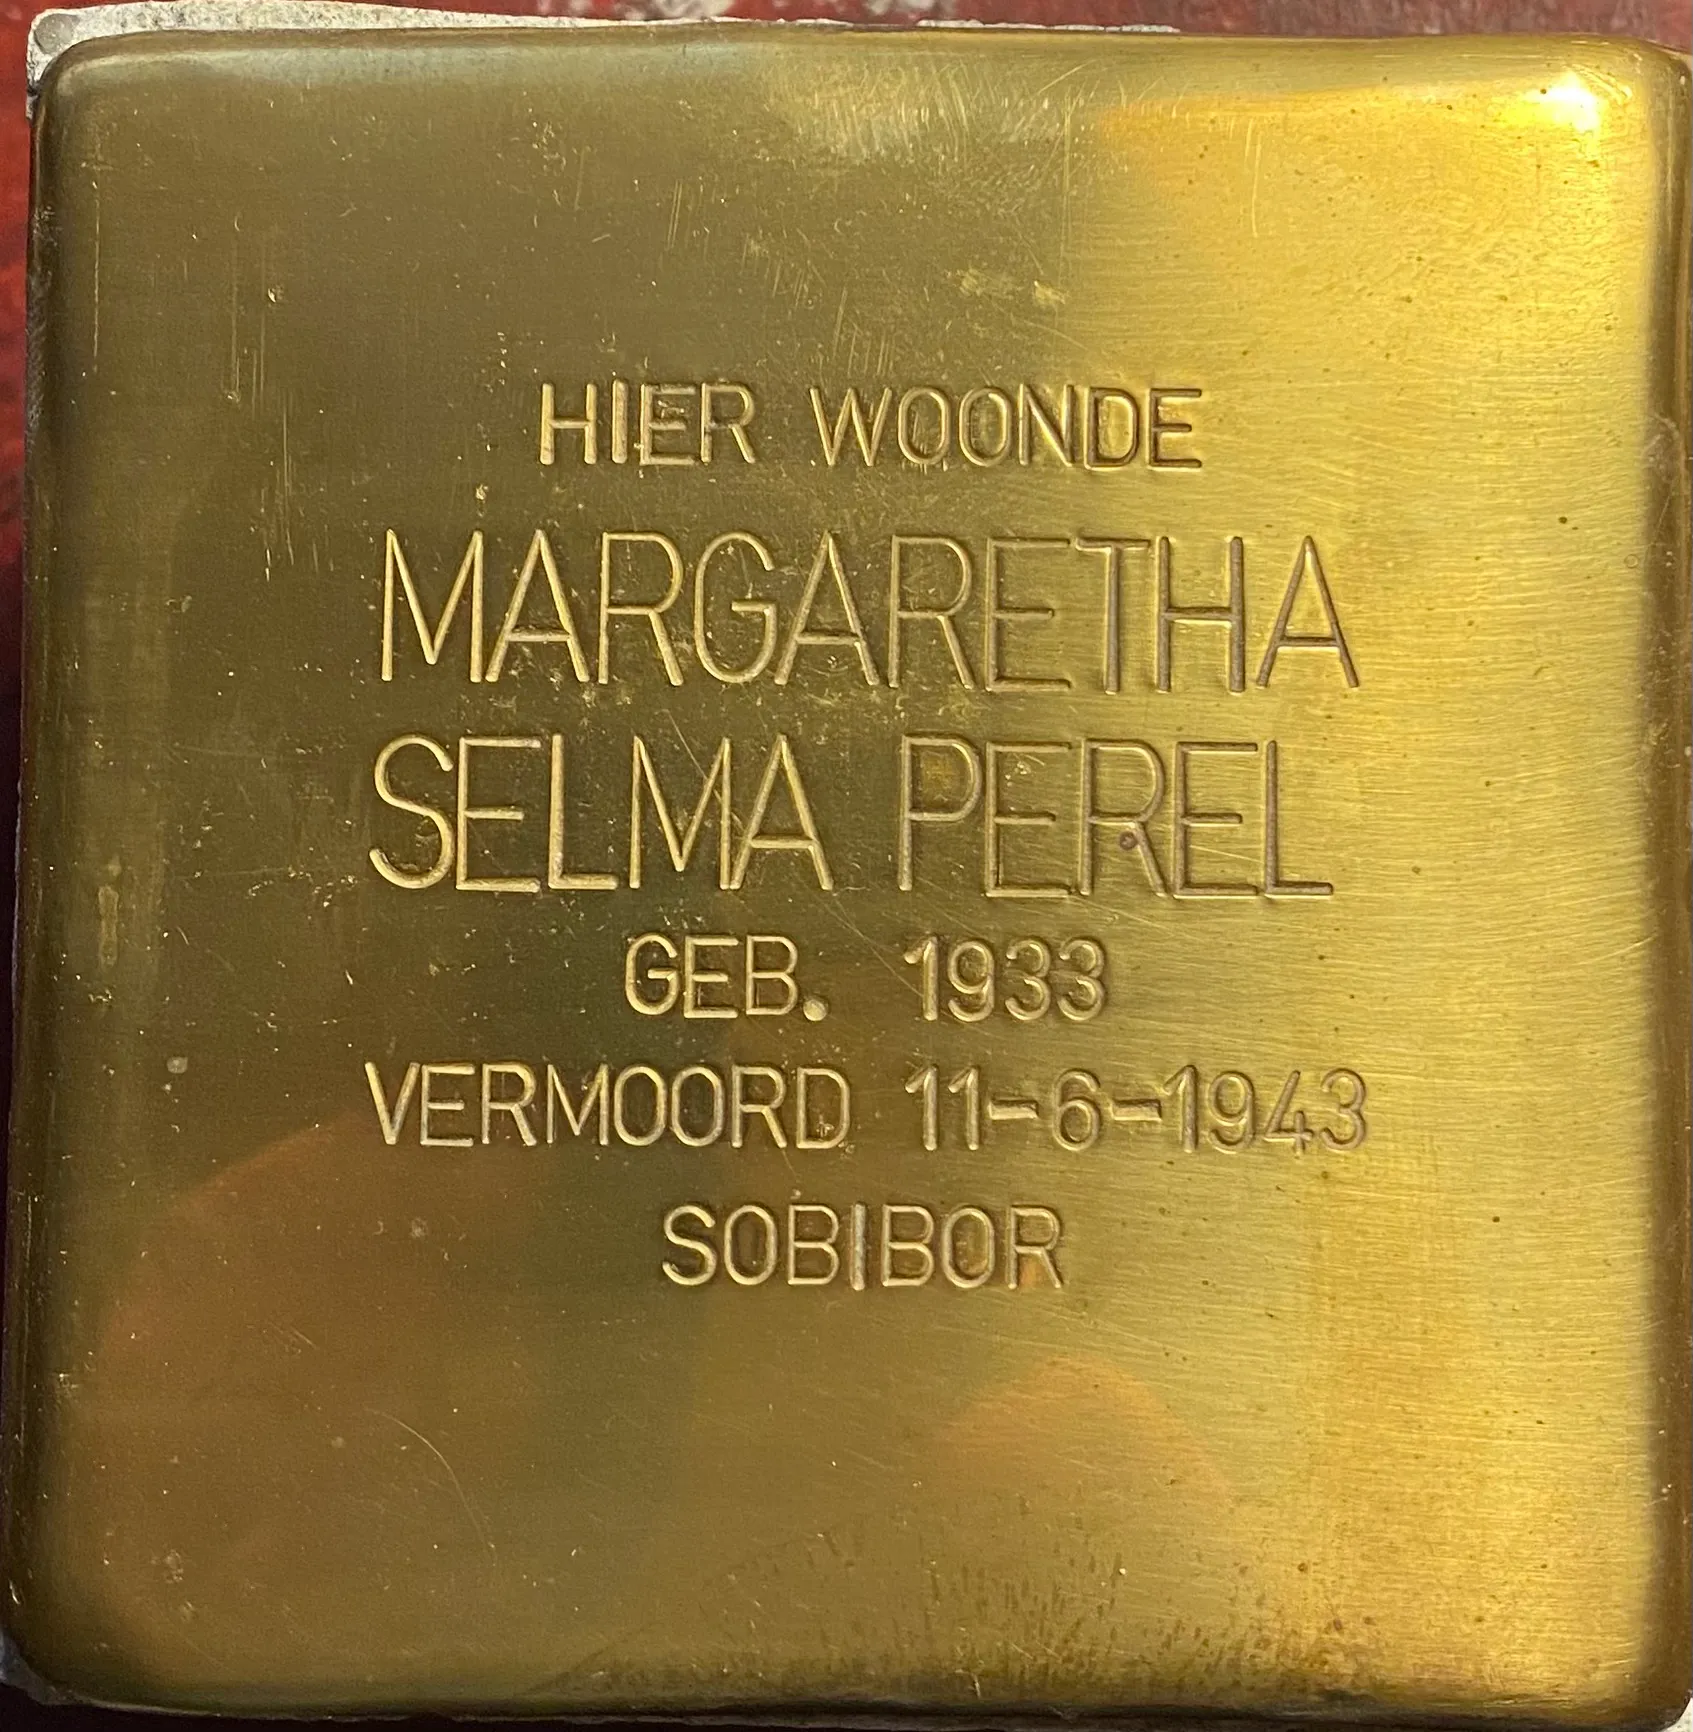 HIER WOONDE
MARGARETHA
SELMA PEREL
GEB. 1933
VERMOORD 11-6-1943
SOBIBOR